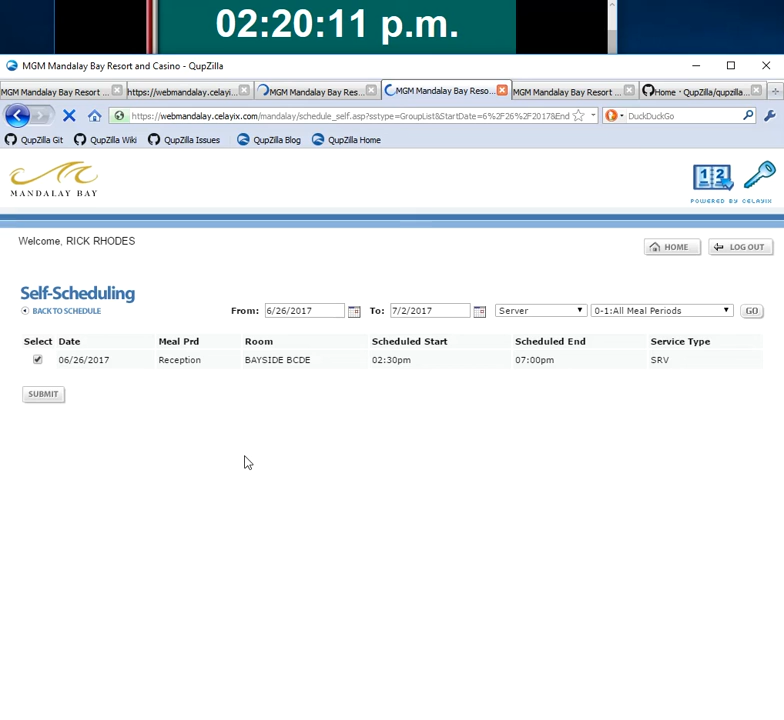 02:20:11 p.m.
MGM Mandalay Bay Resort and Casino - QupZilla
MGM Mandalay Bay Resort ... https://webmandalay.celayi... MGM Mandalay Bay Res... MGM Mandalay Bay Reso... MGM Mandalay Bay Resort ... Home · QupZilla/qupzilla...
https://webmandalay.celayix.com/mandalay/schedule_self.asp?sstype=GroupList&StartDate=6%2F26%2F2017&End DuckDuckGo
QupZilla Git QupZilla Wiki QupZilla Issues QupZilla Blog QupZilla Home
MANDALAY BAY
1 2
POWERED BY CELAYIX
Welcome, RICK RHODES
HOME LOG OUT
Self-Scheduling
BACK TO SCHEDULE
From: 6/26/2017 To: 7/2/2017 Server 0-1:All Meal Periods GO
Select Date Meal Prd Room Scheduled Start Scheduled End Service Type
06/26/2017 Reception BAYSIDE BCDE 02:30pm 07:00pm SRV
SUBMIT